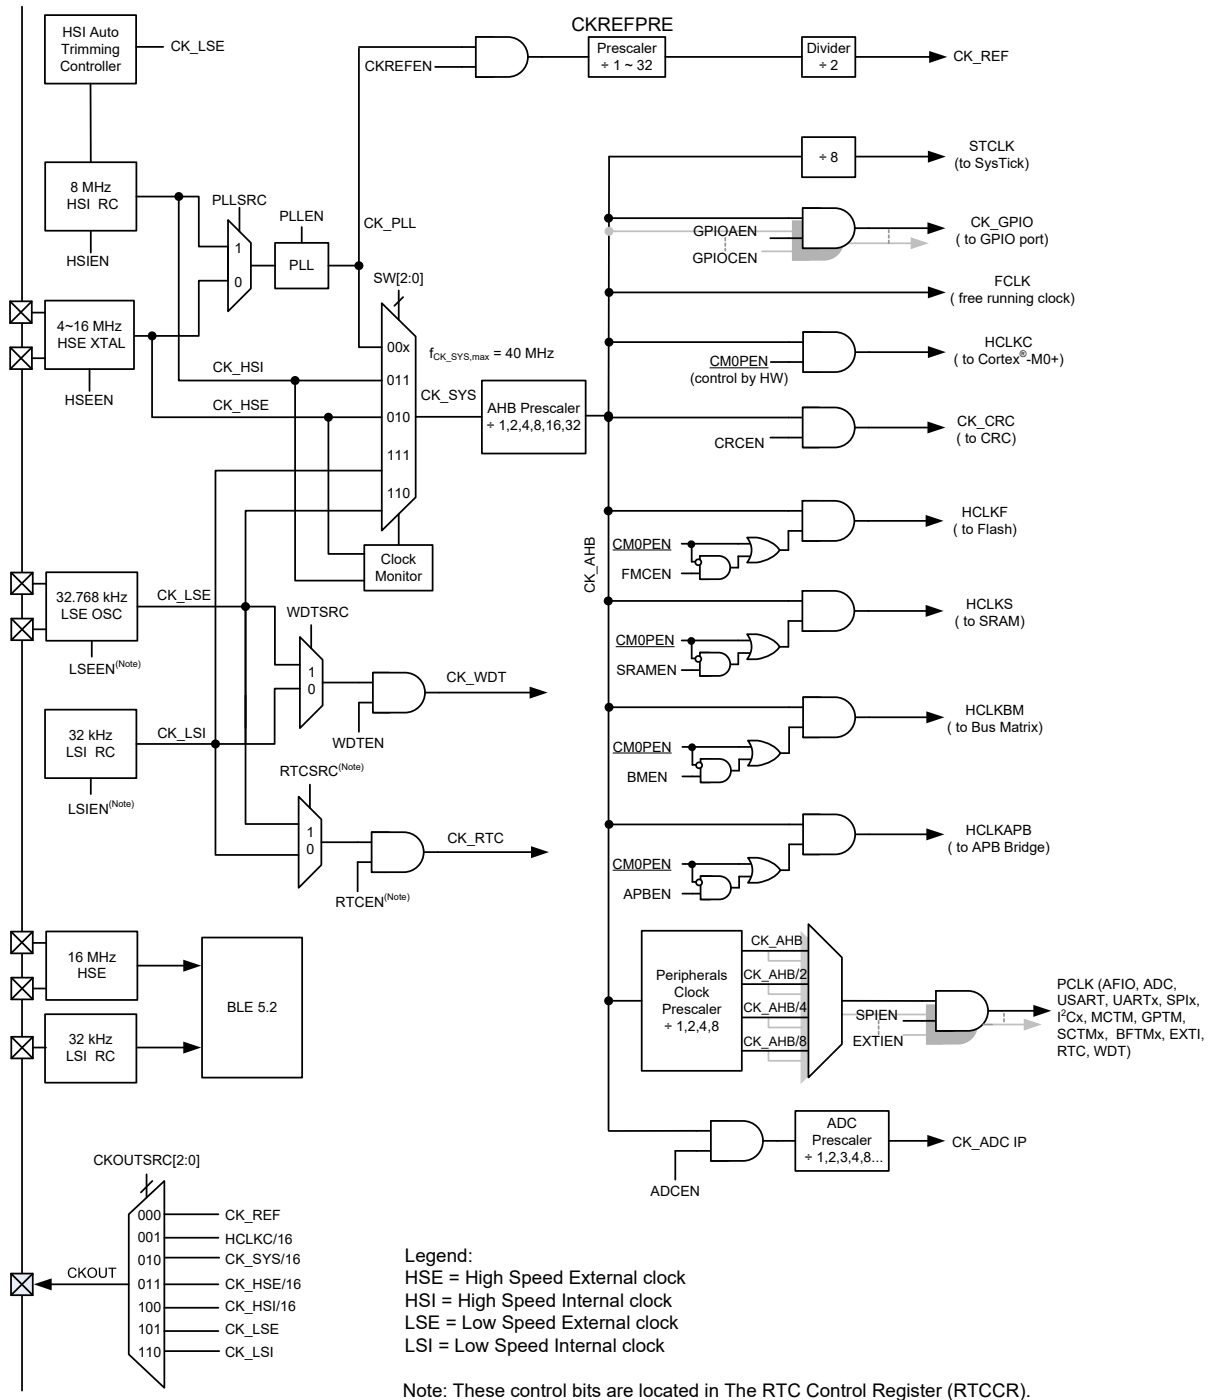 HSI Auto
Trimming
Controller
CK_LSE
CKREFPRE
CKREFEN
Prescaler
÷ 1 ~ 32
Divider
÷ 2
CK_REF
8 MHz
HSI RC
HSIEN
PLLSRC
1
0
PLLEN
PLL
CK_PLL
÷ 8
STCLK
(to SysTick)
GPIOAEN
GPIOCEN
CK_GPIO
( to GPIO port)
4~16 MHz
HSE XTAL
HSEEN
SW[2:0]
00x
011
010
111
110
fCK_SYS,max = 40 MHz
CK_HSI
CK_HSE
CK_SYS
AHB Prescaler
÷ 1,2,4,8,16,32
FCLK
( free running clock)
CM0PEN
(control by HW)
HCLKC
( to Cortex®-M0+)
CRCEN
CK_CRC
( to CRC)
Clock
Monitor
CK_AHB
CM0PEN
FMCEN
HCLKF
( to Flash)
32.768 kHz
LSE OSC
LSEEN(Note)
CK_LSE
WDTSRC
1
0
WDTEN
CK_WDT
CM0PEN
SRAMEN
HCLKS
( to SRAM)
32 kHz
LSI RC
LSIEN(Note)
CK_LSI
RTCSRC(Note)
1
0
RTCEN(Note)
CK_RTC
CM0PEN
BMEN
HCLKBM
( to Bus Matrix)
CM0PEN
APBEN
HCLKAPB
( to APB Bridge)
16 MHz
HSE
32 kHz
LSI RC
BLE 5.2
Peripherals
Clock
Prescaler
÷ 1,2,4,8
CK_AHB
CK_AHB/2
CK_AHB/4
CK_AHB/8
SPIEN
EXTIEN
PCLK (AFIO, ADC,
USART, UARTx, SPIx,
I²Cx, MCTM, GPTM,
SCTMx, BFTMx, EXTI,
RTC, WDT)
ADCEN
ADC
Prescaler
÷ 1,2,3,4,8...
CK_ADC IP
CKOUTSRC[2:0]
CKOUT
000 CK_REF
001 HCLKC/16
010 CK_SYS/16
011 CK_HSE/16
100 CK_HSI/16
101 CK_LSE
110 CK_LSI
Legend:
HSE = High Speed External clock
HSI = High Speed Internal clock
LSE = Low Speed External clock
LSI = Low Speed Internal clock
Note: These control bits are located in The RTC Control Register (RTCCR).